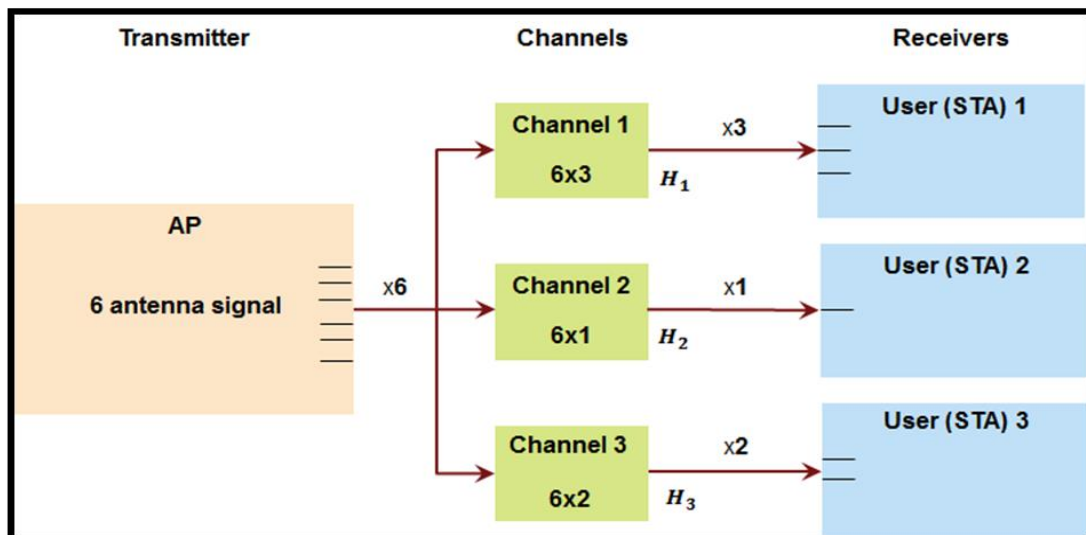 Transmitter
Channels
Receivers
AP
6 antenna signal
x6
Channel 1
6x3
H₁
x3
User (STA) 1
Channel 2
6x1
H₂
x1
User (STA) 2
Channel 3
6x2
H₃
x2
User (STA) 3